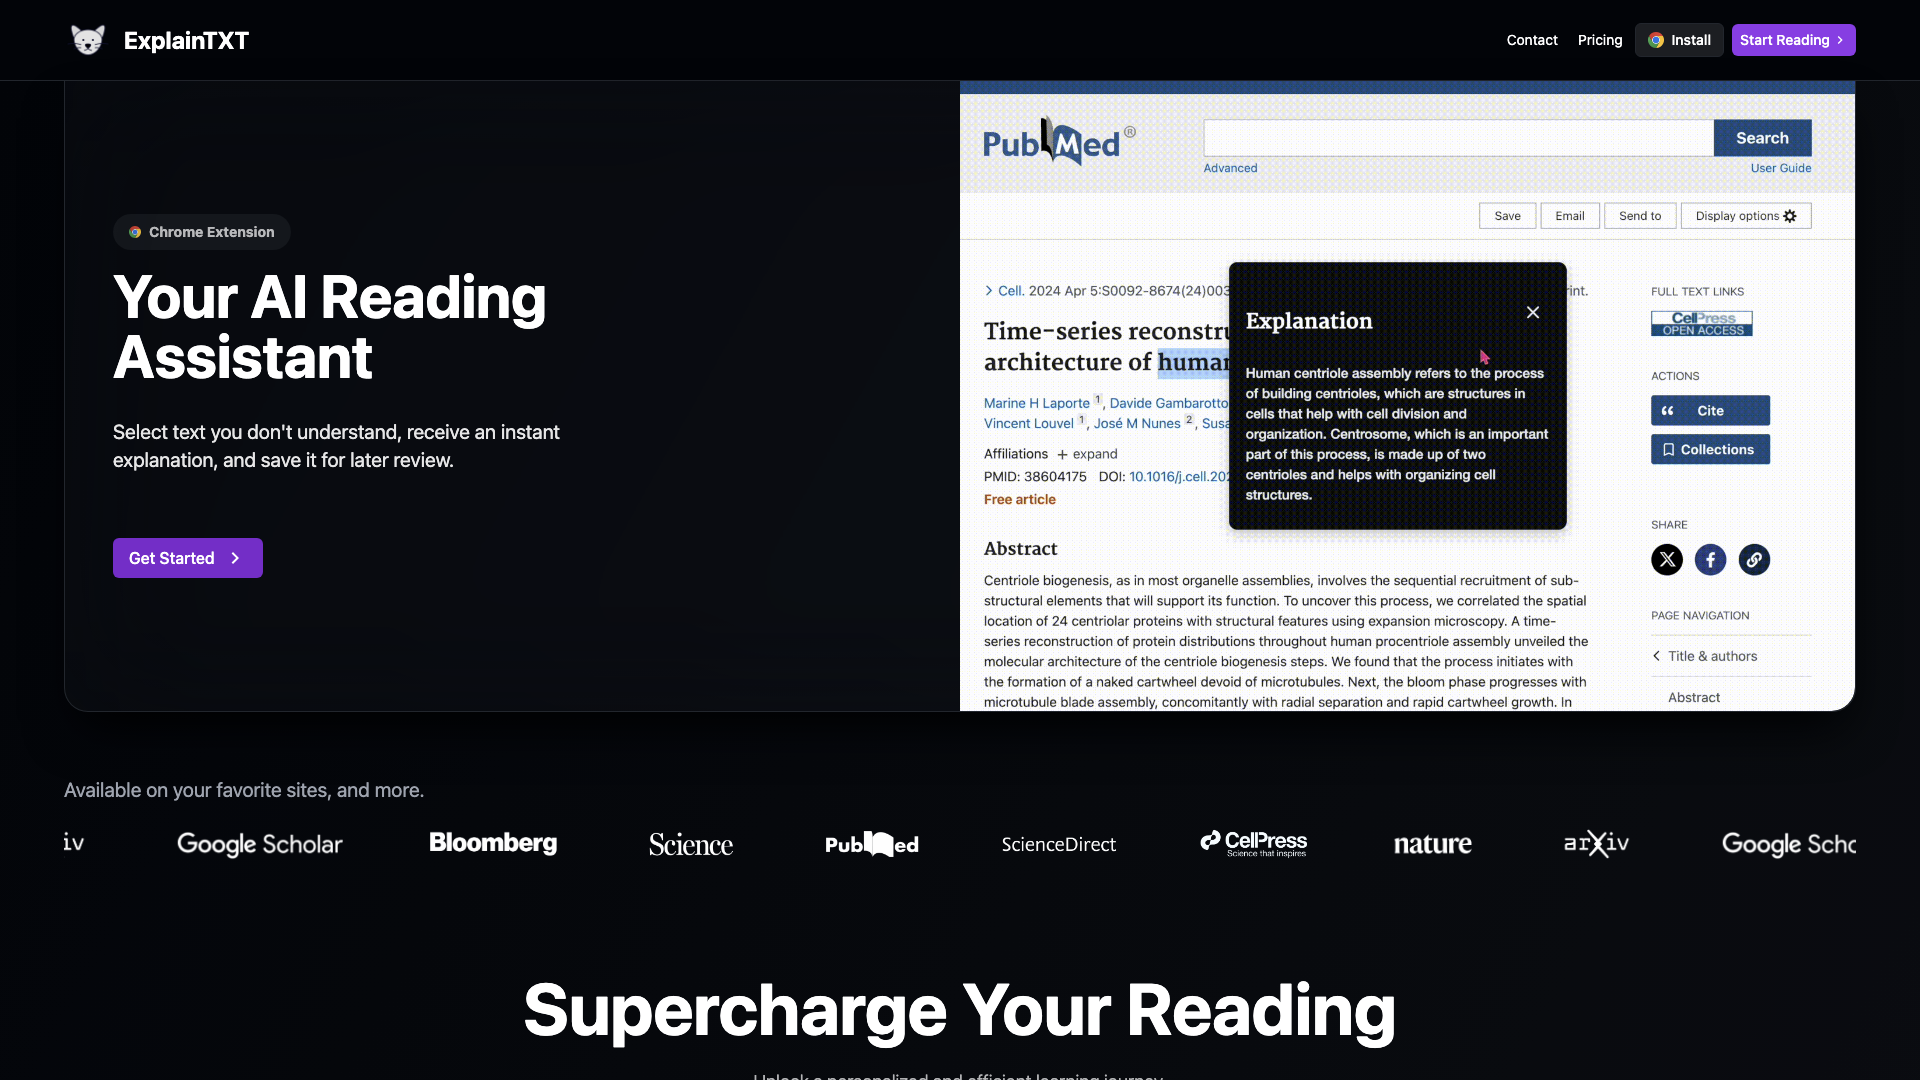 ExplainTXT
Contact
Pricing
Install
Start Reading
Chrome Extension
Your AI Reading
Assistant
Select text you don't understand, receive an instant
explanation, and save it for later review.
Get Started
PubMed®
Search
Advanced
User Guide
Save
Email
Send to
Display options
Cell. 2024 Apr 5:S0092-8674(24)003
rint.
Time-series reconstru
architecture of human
Marine H Laporte 1, Davide Gambarotto
Vincent Louvel 1, José M Nunes 2, Susa
Affiliations + expand
PMID: 38604175 DOI: 10.1016/j.cell.202
Free article
Explanation
Human centriole assembly refers to the process
of building centrioles, which are structures in
cells that help with cell division and
organization. Centrosome, which is an important
part of this process, is made up of two
centrioles and helps with organizing cell
structures.
Abstract
Centriole biogenesis, as in most organelle assemblies, involves the sequential recruitment of sub-
structural elements that will support its function. To uncover this process, we correlated the spatial
location of 24 centriolar proteins with structural features using expansion microscopy. A time-
series reconstruction of protein distributions throughout human procentriole assembly unveiled the
molecular architecture of the centriole biogenesis steps. We found that the process initiates with
the formation of a naked cartwheel devoid of microtubules. Next, the bloom phase progresses with
microtubule blade assembly, concomitantly with radial separation and rapid cartwheel growth. In
FULL TEXT LINKS
CellPress
OPEN ACCESS
ACTIONS
Cite
Collections
SHARE
PAGE NAVIGATION
Title & authors
Abstract
Available on your favorite sites, and more.
iv
Google Scholar
Bloomberg
Science
PubMed
ScienceDirect
CellPress
Science that inspires
nature
arXiv
Google Scho
Supercharge Your Reading
Unlock a personalized and efficient learning journey